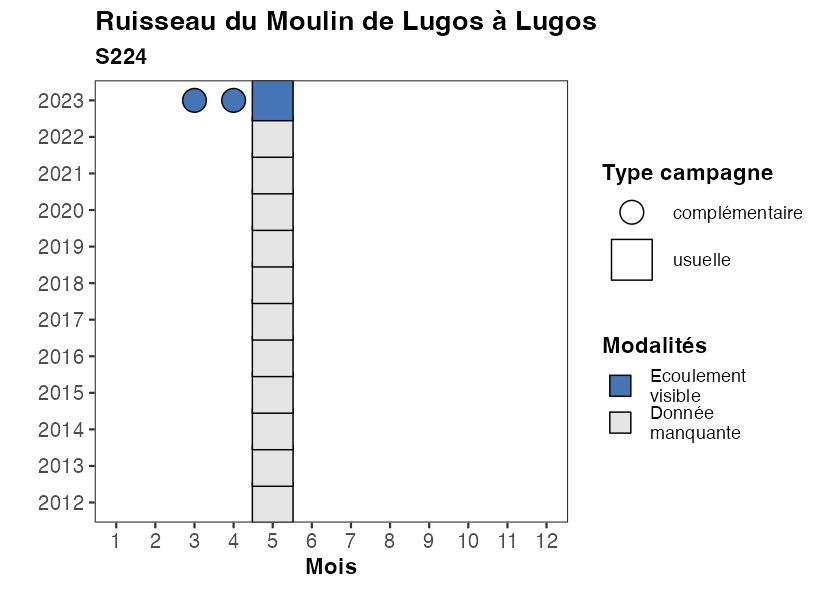 Ruisseau du Moulin de Lugos à Lugos
S224
2023
2022
2021
2020
2019
2018
2017
2016
2015
2014
2013
2012
1 2 3 4 5 6 7 8 9 10 11 12
Mois
Type campagne
complémentaire
usuelle
Modalités
Ecoulement
visible
Donnée
manquante